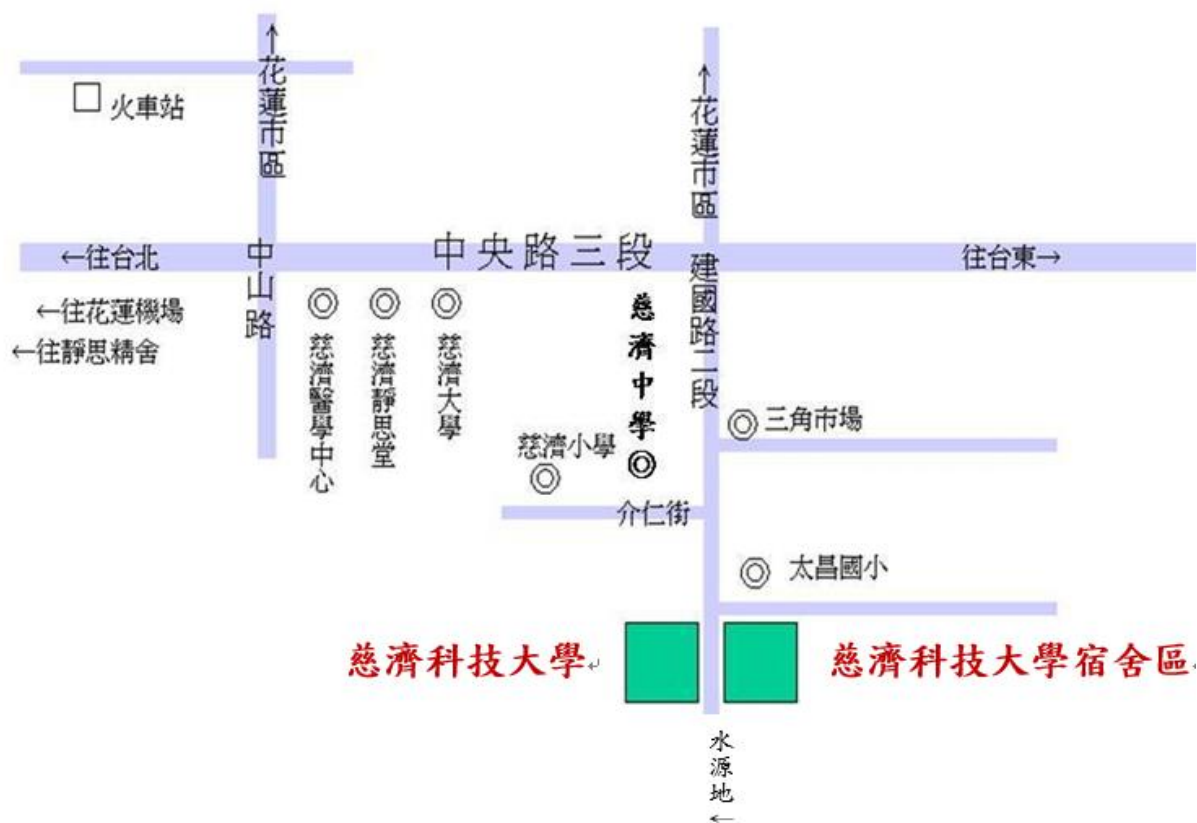 ↑花蓮市區
↑花蓮市區
火車站
←往台北
中山路
中央路三段
建國路二段
往台東→
←往花蓮機場
←往靜思精舍
慈濟醫學中心
慈濟靜思堂
慈濟大學
慈濟中學
三角市場
慈濟小學
介仁街
太昌國小
慈濟科技大學
慈濟科技大學宿舍區
水源地←